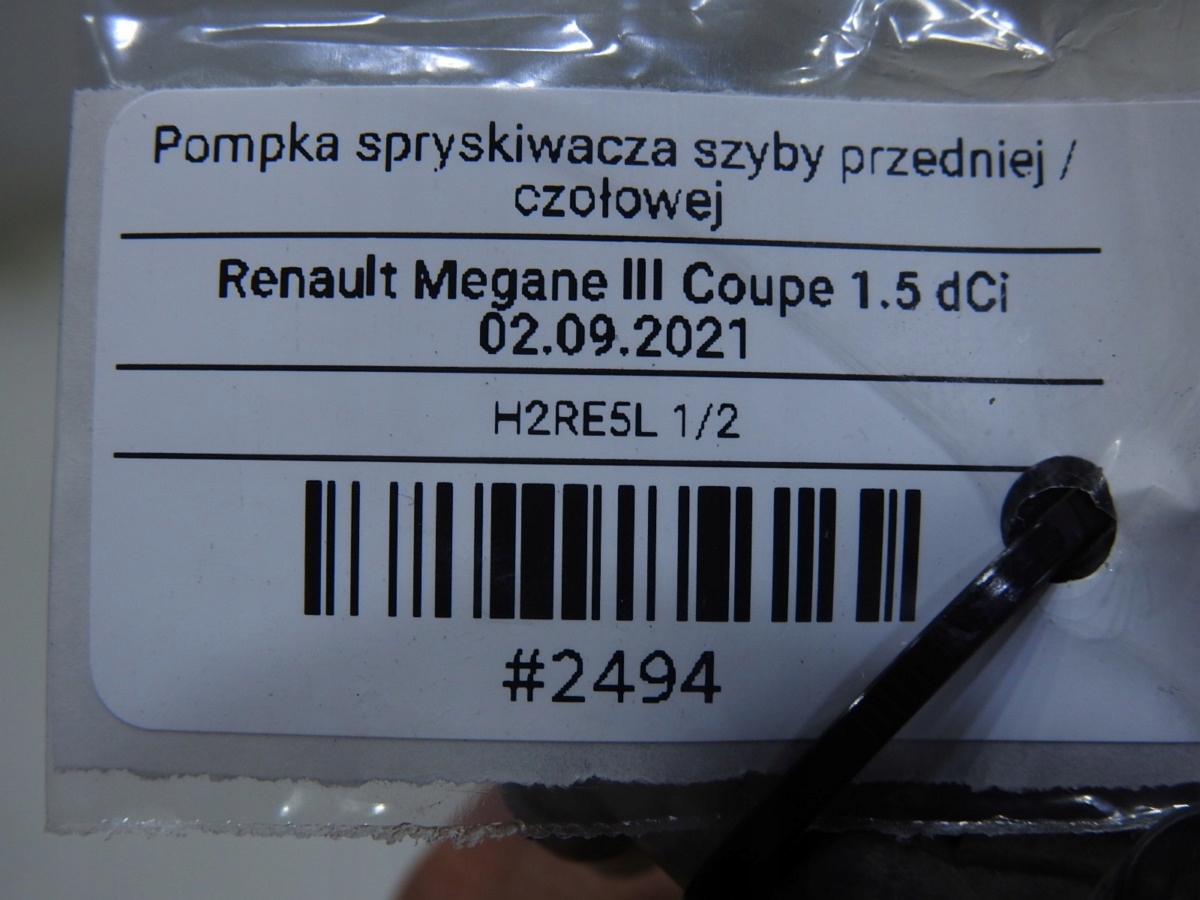 Pompka spryskiwacza szyby przedniej /
czołowej
Renault Megane III Coupe 1.5 dCi
02.09.2021
H2RE5L 1/2
#2494